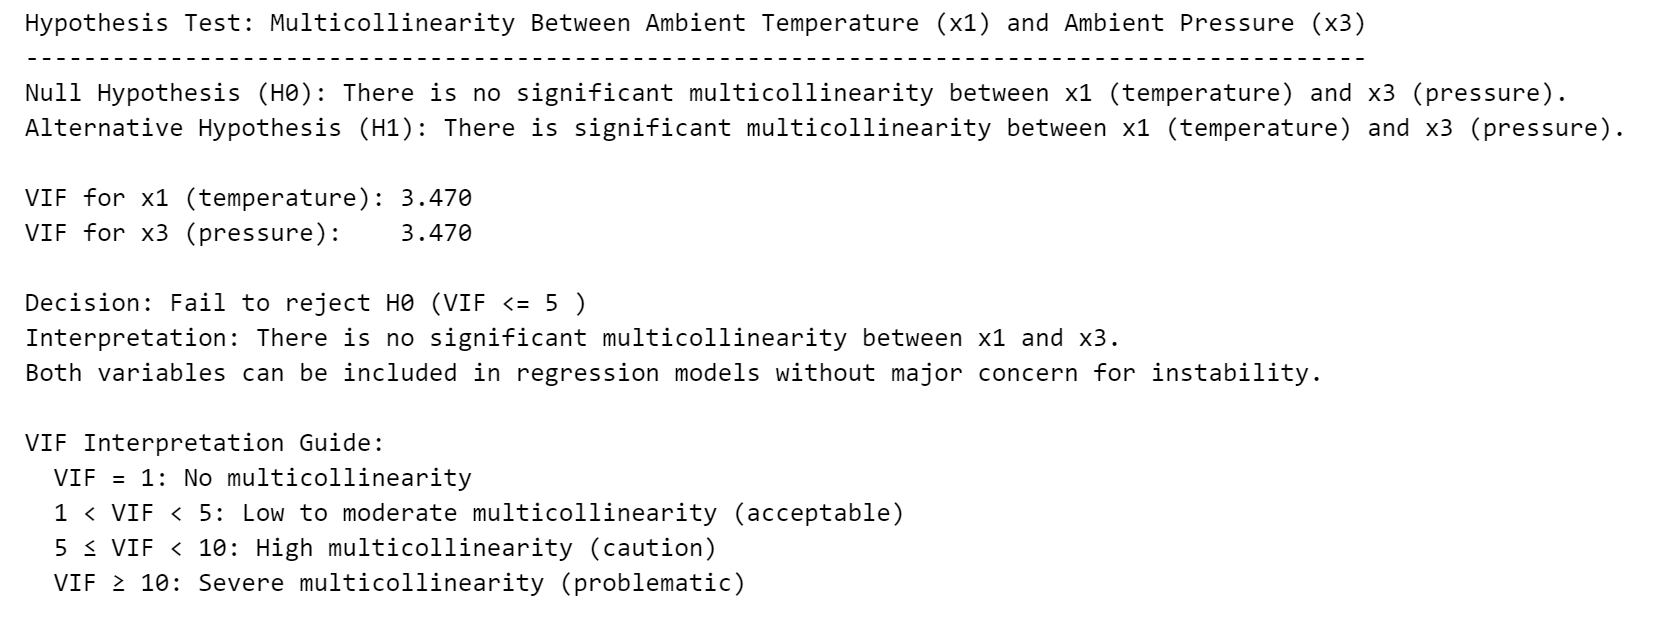 Hypothesis Test: Multicollinearity Between Ambient Temperature (x1) and Ambient Pressure (x3)
---------------------------------------------------------------------------------------------
Null Hypothesis (H0): There is no significant multicollinearity between x1 (temperature) and x3 (pressure).
Alternative Hypothesis (H1): There is significant multicollinearity between x1 (temperature) and x3 (pressure).

VIF for x1 (temperature): 3.470
VIF for x3 (pressure):    3.470

Decision: Fail to reject H0 (VIF <= 5 )
Interpretation: There is no significant multicollinearity between x1 and x3.
Both variables can be included in regression models without major concern for instability.

VIF Interpretation Guide:
  VIF = 1: No multicollinearity
  1 < VIF < 5: Low to moderate multicollinearity (acceptable)
  5 ≤ VIF < 10: High multicollinearity (caution)
  VIF ≥ 10: Severe multicollinearity (problematic)